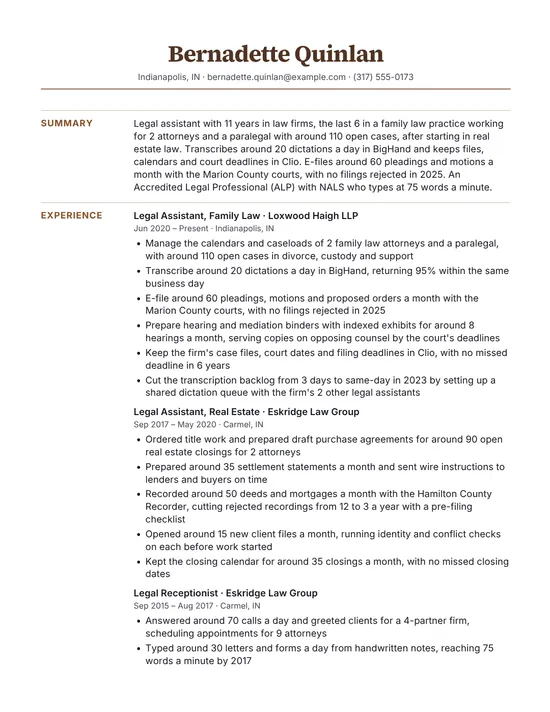 Bernadette Quinlan
Indianapolis, IN · bernadette.quinlan@example.com · (317) 555-0173
SUMMARY
Legal assistant with 11 years in law firms, the last 6 in a family law practice working
for 2 attorneys and a paralegal with around 110 open cases, after starting in real
estate law. Transcribes around 20 dictations a day in BigHand and keeps files,
calendars and court deadlines in Clio. E-files around 60 pleadings and motions a
month with the Marion County courts, with no filings rejected in 2025. An
Accredited Legal Professional (ALP) with NALS who types at 75 words a minute.
EXPERIENCE
Legal Assistant, Family Law · Loxwood Haigh LLP
Jun 2020 – Present · Indianapolis, IN
• Manage the calendars and caseloads of 2 family law attorneys and a paralegal,
with around 110 open cases in divorce, custody and support
• Transcribe around 20 dictations a day in BigHand, returning 95% within the same
business day
• E-file around 60 pleadings, motions and proposed orders a month with the
Marion County courts, with no filings rejected in 2025
• Prepare hearing and mediation binders with indexed exhibits for around 8
hearings a month, serving copies on opposing counsel by the court's deadlines
• Keep the firm's case files, court dates and filing deadlines in Clio, with no missed
deadline in 6 years
• Cut the transcription backlog from 3 days to same-day in 2023 by setting up a
shared dictation queue with the firm's 2 other legal assistants
Legal Assistant, Real Estate · Eskridge Law Group
Sep 2017 – May 2020 · Carmel, IN
• Ordered title work and prepared draft purchase agreements for around 90 open
real estate closings for 2 attorneys
• Prepared around 35 settlement statements a month and sent wire instructions to
lenders and buyers on time
• Recorded around 50 deeds and mortgages a month with the Hamilton County
Recorder, cutting rejected recordings from 12 to 3 a year with a pre-filing
checklist
• Opened around 15 new client files a month, running identity and conflict checks
on each before work started
• Kept the closing calendar for around 35 closings a month, with no missed closing
dates
Legal Receptionist · Eskridge Law Group
Sep 2015 – Aug 2017 · Carmel, IN
• Answered around 70 calls a day and greeted clients for a 4-partner firm,
scheduling appointments for 9 attorneys
• Typed around 30 letters and forms a day from handwritten notes, reaching 75
words a minute by 2017